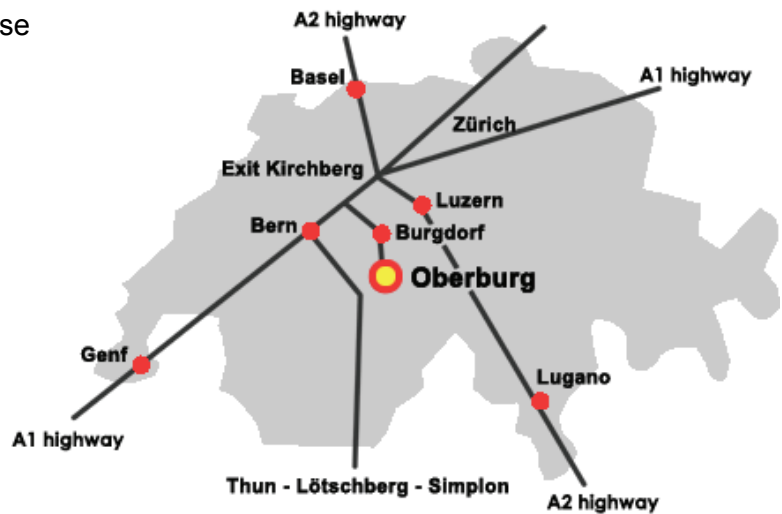 se
A2 highway
Basel
A1 highway
Zürich
Exit Kirchberg
Luzern
Bern
Burgdorf
Oberburg
Genf
Lugano
A1 highway
Thun - Lötschberg - Simplon
A2 highway